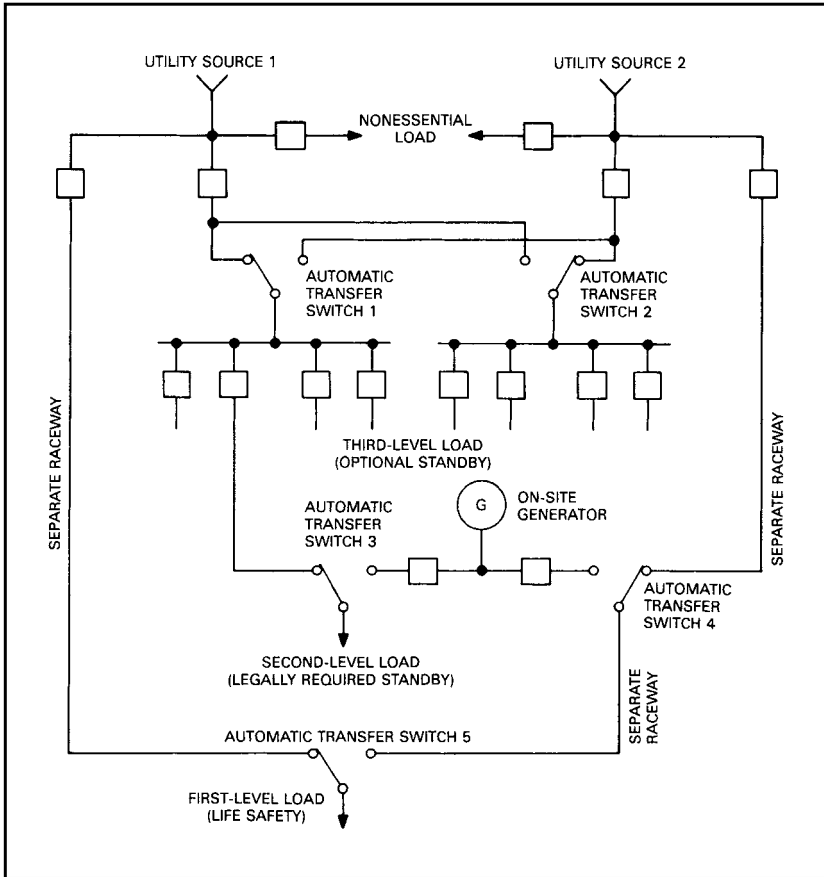 UTILITY SOURCE 1
UTILITY SOURCE 2
NONESSENTIAL
LOAD
AUTOMATIC
TRANSFER
SWITCH 1
AUTOMATIC
TRANSFER
SWITCH 2
THIRD-LEVEL LOAD
(OPTIONAL STANDBY)
SEPARATE RACEWAY
SEPARATE RACEWAY
AUTOMATIC
TRANSFER
SWITCH 3
G
ON-SITE
GENERATOR
AUTOMATIC
TRANSFER
SWITCH 4
SECOND-LEVEL LOAD
(LEGALLY REQUIRED STANDBY)
SEPARATE
RACEWAY
AUTOMATIC TRANSFER SWITCH 5
FIRST-LEVEL LOAD
(LIFE SAFETY)